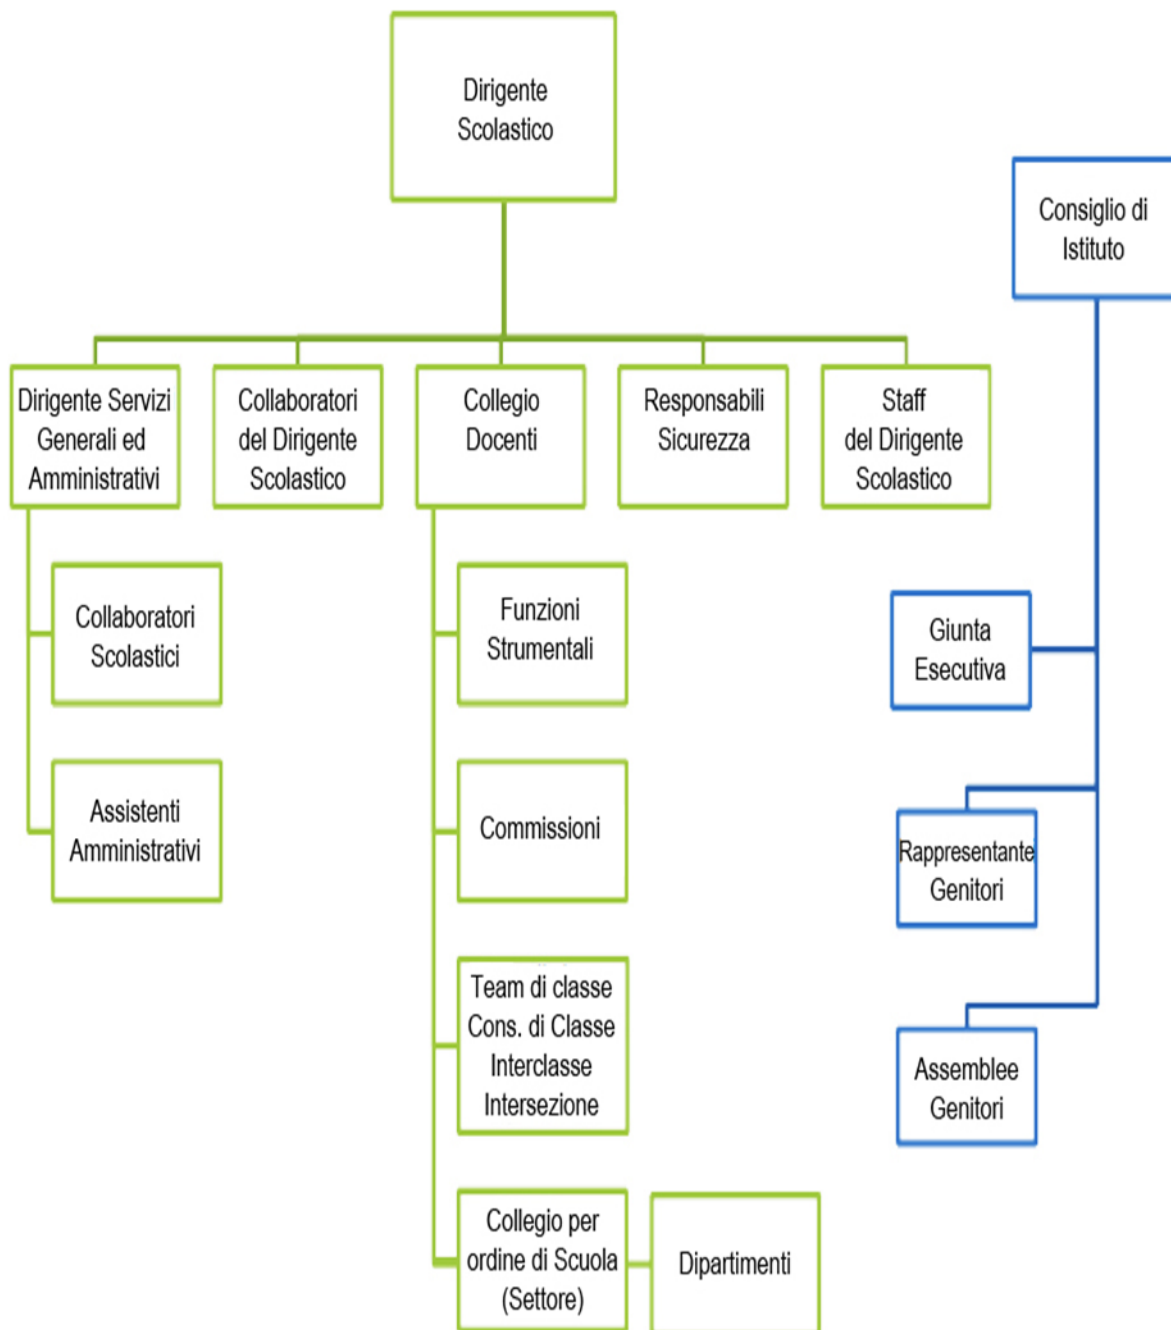 Dirigente
Scolastico
Consiglio di
Istituto
Dirigente Servizi
Generali ed
Amministrativi
Collaboratori
del Dirigente
Scolastico
Collegio
Docenti
Responsabili
Sicurezza
Staff
del Dirigente
Scolastico
Collaboratori
Scolastici
Funzioni
Strumentali
Giunta
Esecutiva
Assistenti
Amministrativi
Commissioni
Rappresentante
Genitori
Team di classe
Cons. di Classe
Interclasse
Intersezione
Assemblee
Genitori
Collegio per
ordine di Scuola
(Settore)
Dipartimenti